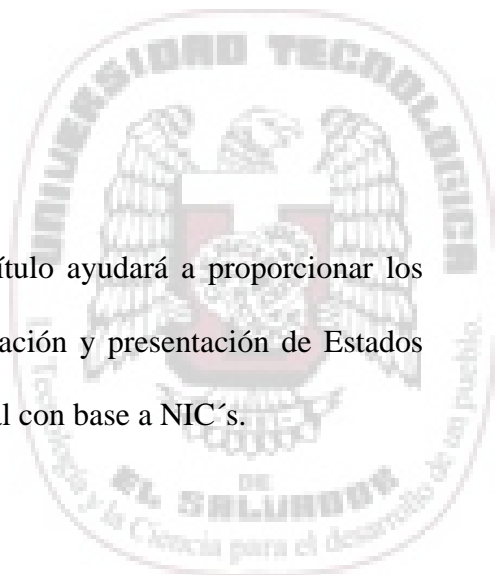 UNIVERSIDAD TECNOLOGICA
ítulo ayudará a proporcionar los
ación y presentación de Estados
al con base a NIC´s.
DE
EL SALVADOR
Tecnología y la Ciencia para el desarrollo de un pueblo.